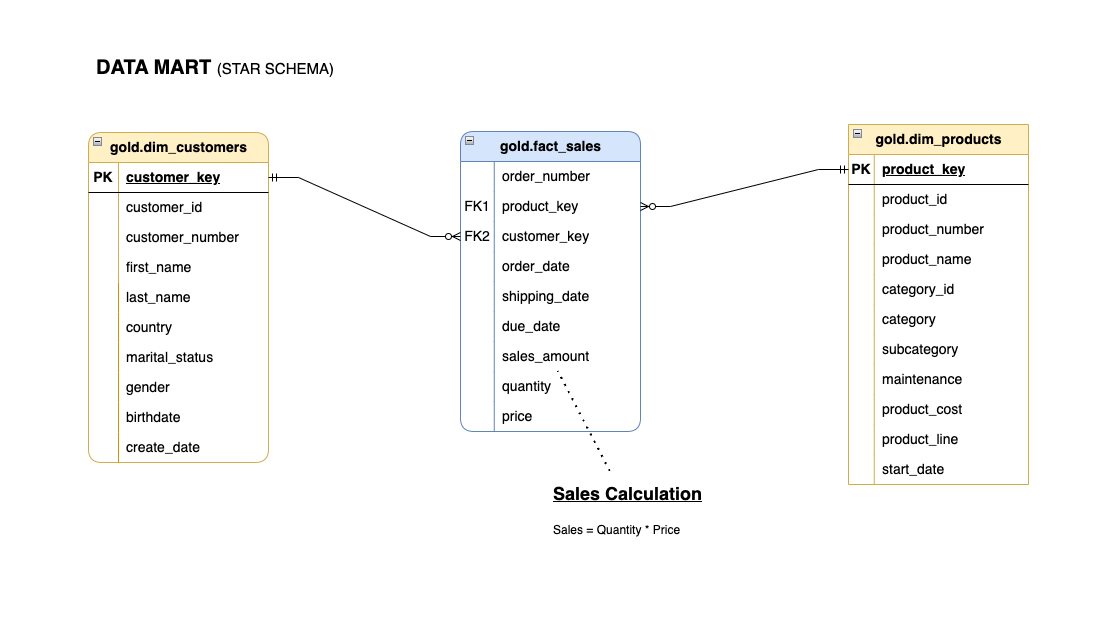 DATA MART (STAR SCHEMA)
gold.dim_customers
PK customer_key
customer_id
customer_number
first_name
last_name
country
marital_status
gender
birthdate
create_date
gold.fact_sales
order_number
FK1 product_key
FK2 customer_key
order_date
shipping_date
due_date
sales_amount
quantity
price
gold.dim_products
PK product_key
product_id
product_number
product_name
category_id
category
subcategory
maintenance
product_cost
product_line
start_date
Sales Calculation
Sales = Quantity * Price